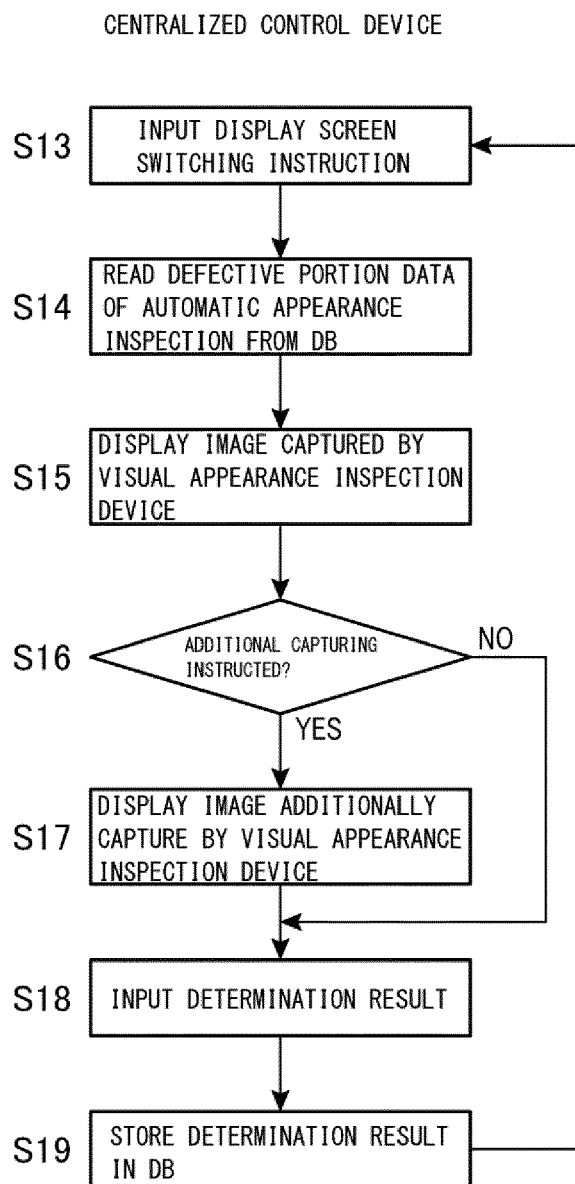 CENTRALIZED CONTROL DEVICE
S13
INPUT DISPLAY SCREEN
SWITCHING INSTRUCTION
S14
READ DEFECTIVE PORTION DATA
OF AUTOMATIC APPEARANCE
INSPECTION FROM DB
S15
DISPLAY IMAGE CAPTURED BY
VISUAL APPEARANCE INSPECTION
DEVICE
S16
ADDITIONAL CAPTURING
INSTRUCTED?
NO
YES
S17
DISPLAY IMAGE ADDITIONALLY
CAPTURE BY VISUAL APPEARANCE
INSPECTION DEVICE
S18
INPUT DETERMINATION RESULT
S19
STORE DETERMINATION RESULT
IN DB